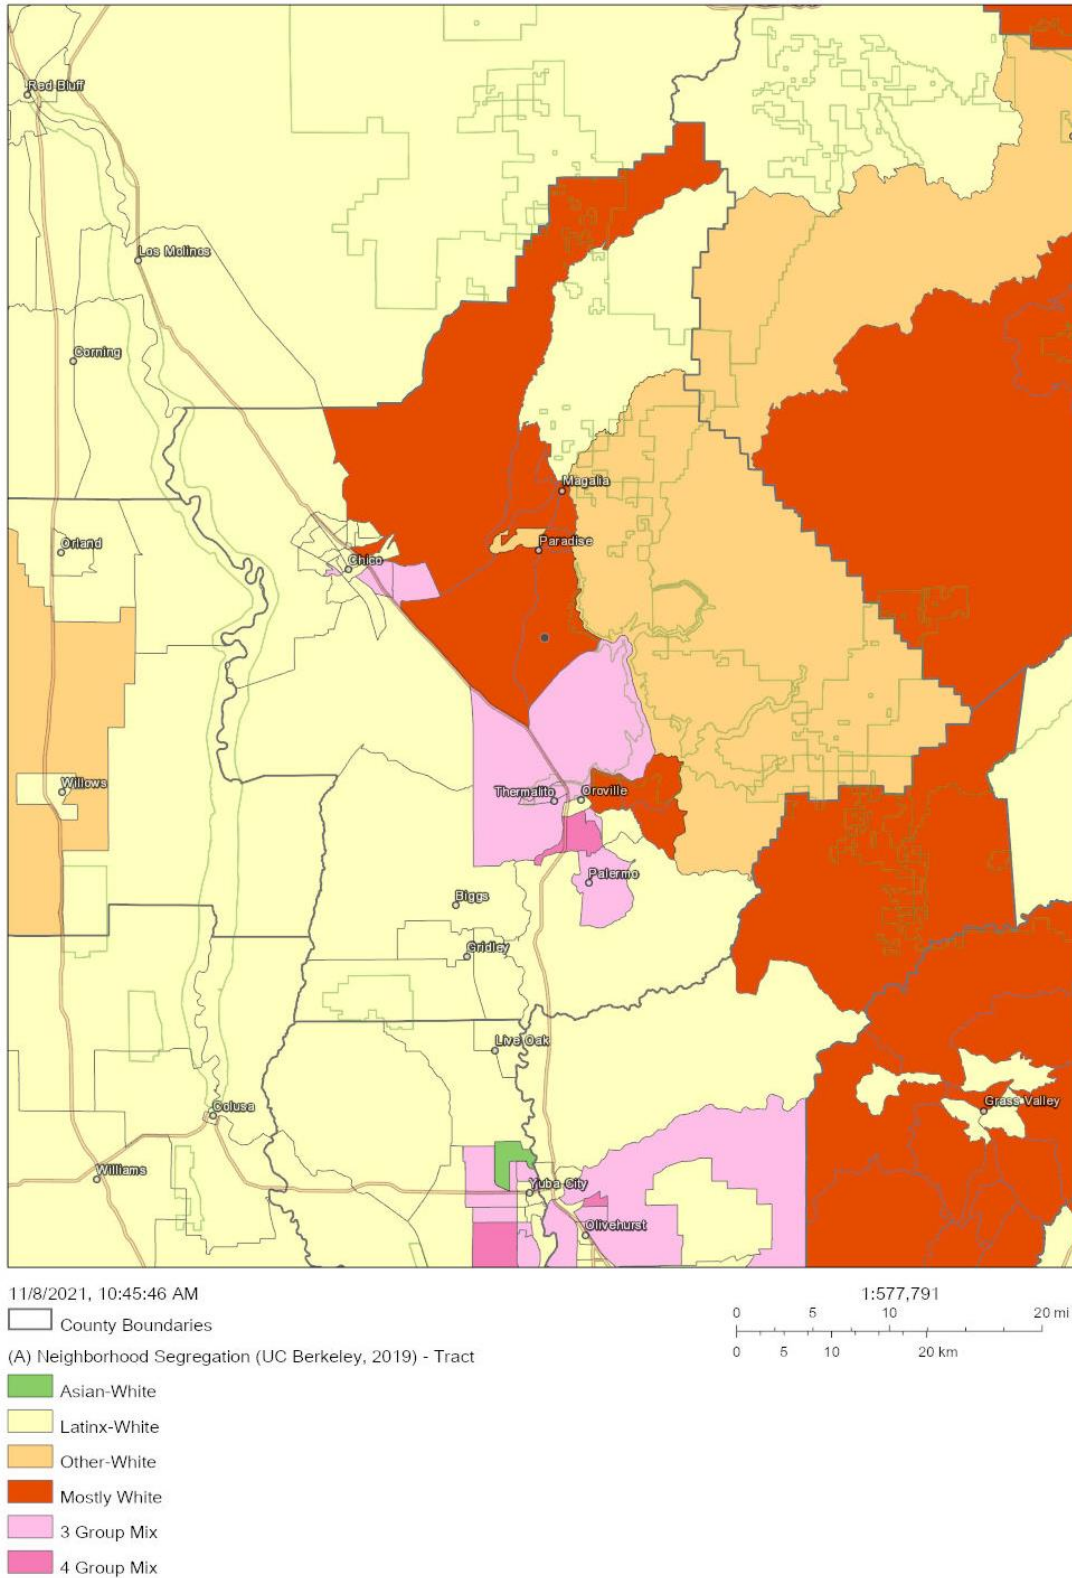 Red Bluff
Los Molinos
Corning
Magalia
Orland
Paradise
Chico
Willows
Thermalito
Oroville
Palermo
Biggs
Gridley
Live Oak
Colusa
Grass Valley
Williams
Yuba City
Olivehurst
11/8/2021, 10:45:46 AM
1:577,791
0 5 10 20 mi
0 5 10 20 km
County Boundaries
(A) Neighborhood Segregation (UC Berkeley, 2019) - Tract
Asian-White
Latinx-White
Other-White
Mostly White
3 Group Mix
4 Group Mix